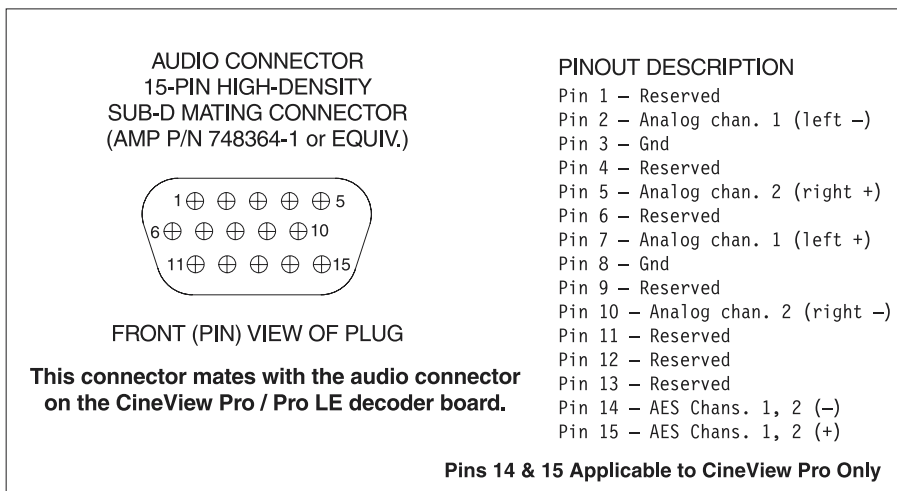 AUDIO CONNECTOR
15-PIN HIGH-DENSITY
SUB-D MATING CONNECTOR
(AMP P/N 748364-1 or EQUIV.)
1 5
6 10
11 15
FRONT (PIN) VIEW OF PLUG
This connector mates with the audio connector
on the CineView Pro / Pro LE decoder board.
PINOUT DESCRIPTION
Pin 1 – Reserved
Pin 2 – Analog chan. 1 (left –)
Pin 3 – Gnd
Pin 4 – Reserved
Pin 5 – Analog chan. 2 (right +)
Pin 6 – Reserved
Pin 7 – Analog chan. 1 (left +)
Pin 8 – Gnd
Pin 9 – Reserved
Pin 10 – Analog chan. 2 (right –)
Pin 11 – Reserved
Pin 12 – Reserved
Pin 13 – Reserved
Pin 14 – AES Chans. 1, 2 (–)
Pin 15 – AES Chans. 1, 2 (+)
Pins 14 & 15 Applicable to CineView Pro Only